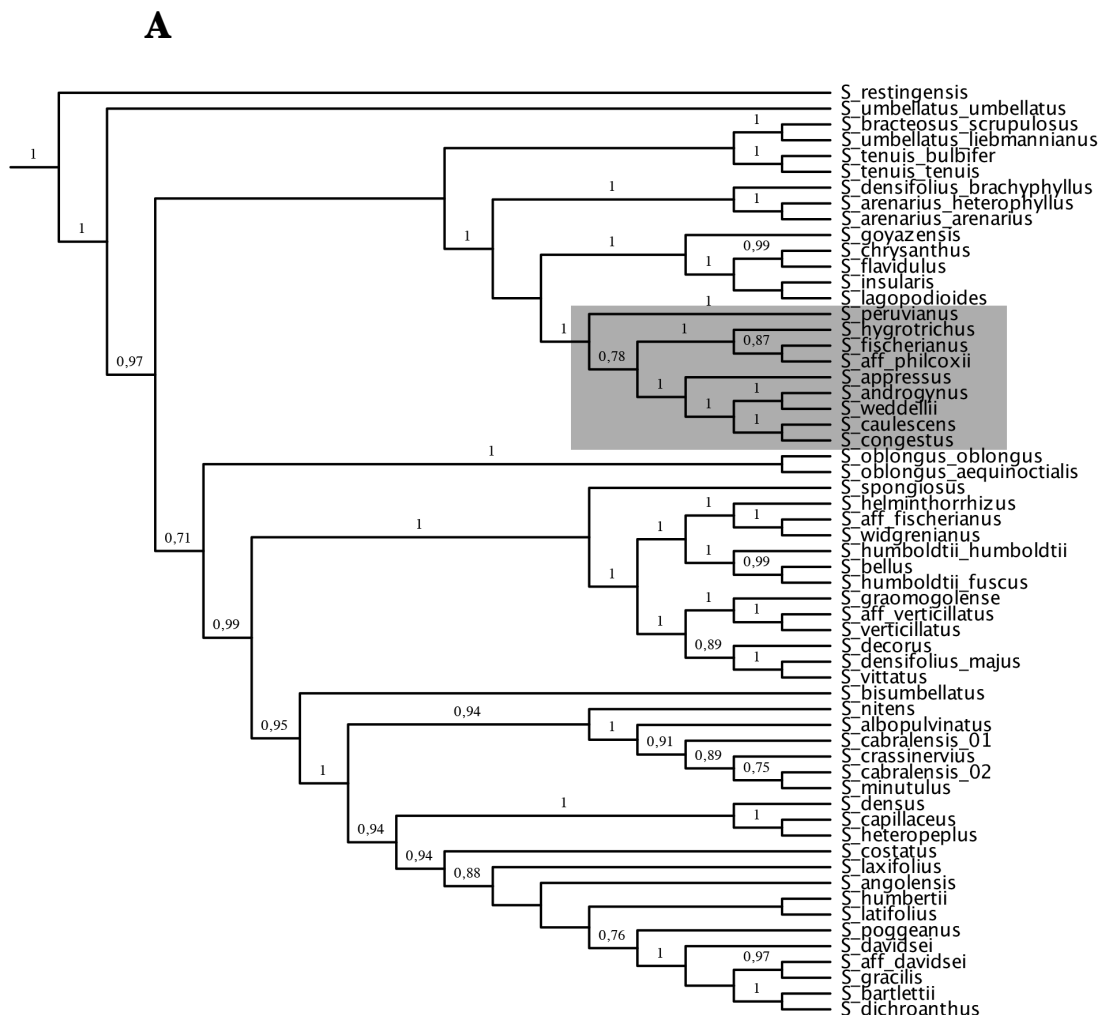 A
S_restingensis
S_umbellatus_umbellatus
1
S_bracteosus_scrupulosus
S_umbellatus_liebmannianus
1
1
S_tenuis_bulbifer
S_tenuis_tenuis
1
S_densifolius_brachyphyllus
1
S_arenarius_heterophyllus
S_arenarius_arenarius
1
1
1
S_goyazensis
0,99
S_chrysanthus
1
S_flavidulus
S_insularis
S_lagopodioides
1
S_peruvianus
1
1
S_hygrotrichus
0,87
S_fischerianus
0,78
S_aff_philcoxii
0,97
S_appressus
1
1
S_androgynus
1
S_weddellii
1
S_caulescens
S_congestus
1
S_oblongus_oblongus
S_oblongus_aequinoctialis
S_spongiosus
1
S_helminthorrhizus
1
S_aff_fischerianus
1
1
S_widgrenianus
0,71
1
S_humboldtii_humboldtii
0,99
S_bellus
1
S_humboldtii_fuscus
1
S_graomogolense
1
S_aff_verticillatus
1
S_verticillatus
0,99
0,89
S_decorus
1
S_densifolius_majus
S_vittatus
S_bisumbellatus
0,94
S_nitens
0,95
1
S_albopulvinatus
0,91
S_cabralensis_01
0,89
S_crassinervius
0,75
S_cabralensis_02
1
S_minutulus
1
S_densus
1
S_capillaceus
0,94
S_heteropeplus
0,94
S_costatus
0,88
S_laxifolius
S_angolensis
S_humbertii
S_latifolius
0,76
S_poggeanus
1
S_davidsei
0,97
S_aff_davidsei
S_gracilis
1
S_bartlettii
S_dichroanthus